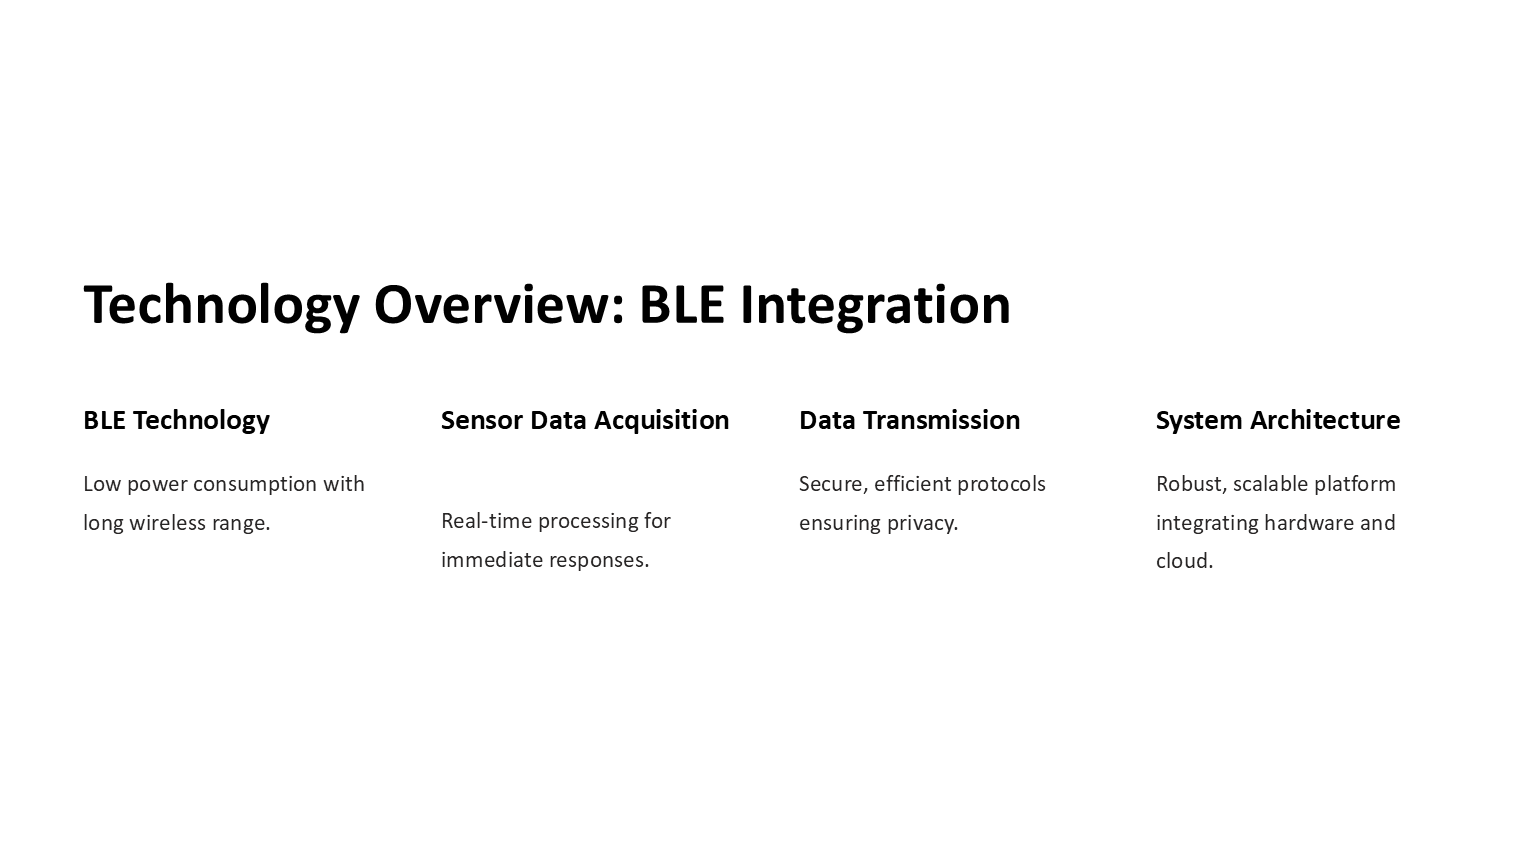 Technology Overview: BLE Integration
BLE Technology
Low power consumption with
long wireless range.
Sensor Data Acquisition
Real-time processing for
immediate responses.
Data Transmission
Secure, efficient protocols
ensuring privacy.
System Architecture
Robust, scalable platform
integrating hardware and
cloud.